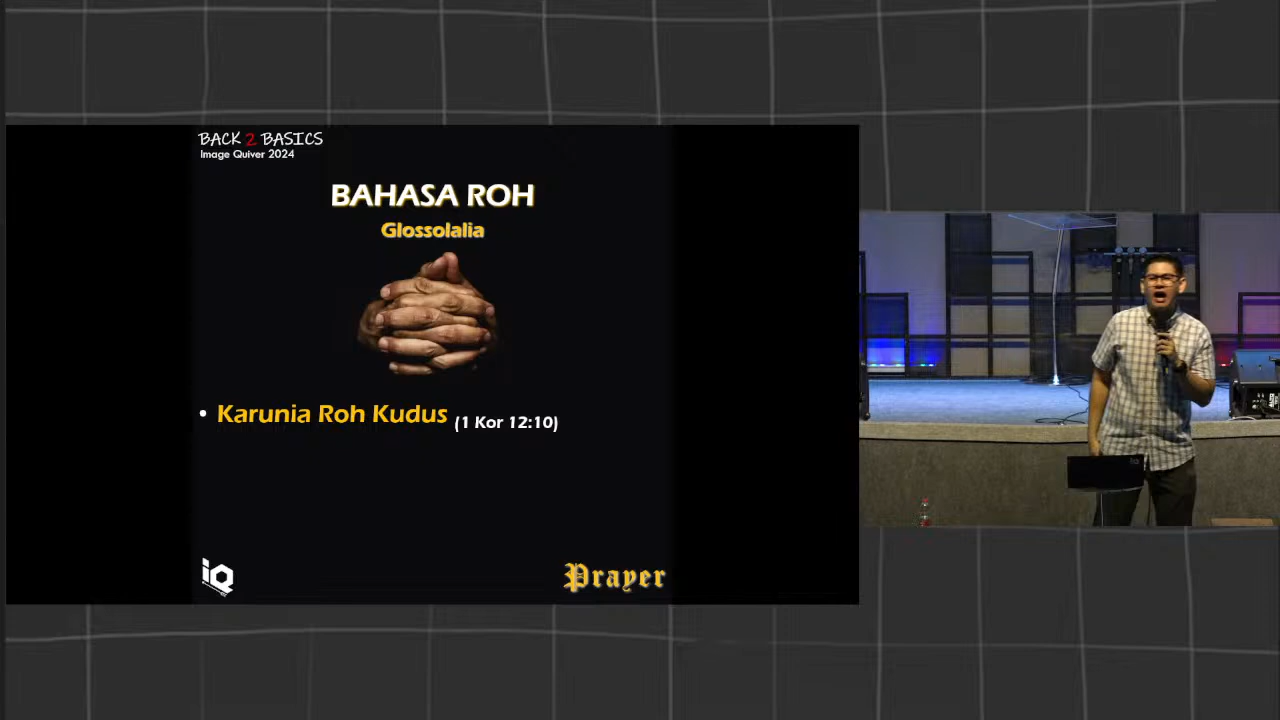 BACK 2 BASICS
Image Quiver 2024
BAHASA ROH
Glossolalia
• Karunia Roh Kudus (1 Kor 12:10)
iQ
Prayer